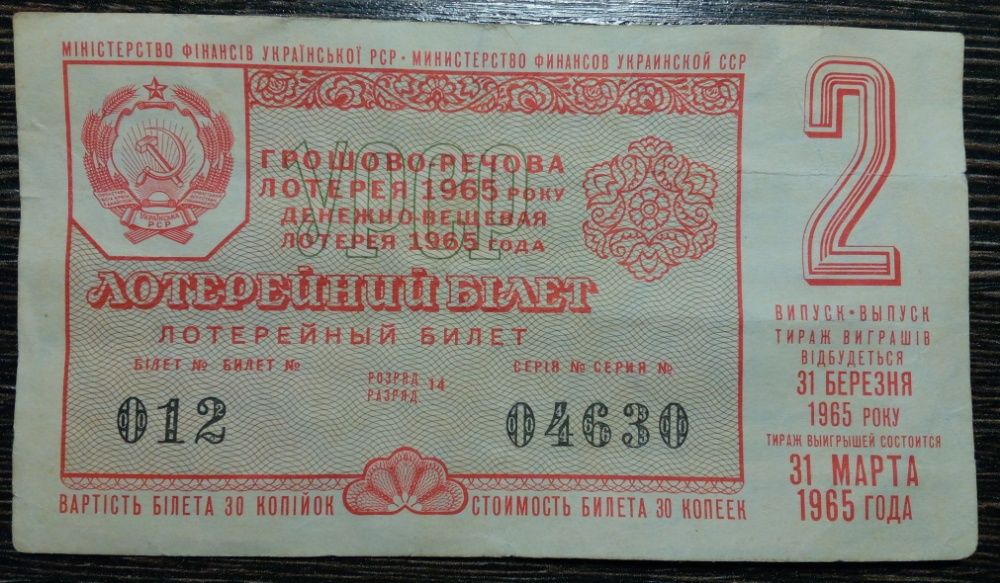 МІНІСТЕРСТВО ФІНАНСІВ УКРАЇНСЬКОЇ РСР • МИНИСТЕРСТВО ФИНАНСОВ УКРАИНСКОЙ ССР
УКРАЇНСЬКА
РСР
УРСР
ГРОШОВО-РЕЧОВА
ЛОТЕРЕЯ 1965 РОКУ
ДЕНЕЖНО-ВЕЩЕВАЯ
ЛОТЕРЕЯ 1965 ГОДА
ЛОТЕРЕЙНИЙ БІЛЕТ
ЛОТЕРЕЙНЫЙ БИЛЕТ
БІЛЕТ № БИЛЕТ №
012
РОЗРЯД
РАЗРЯД 14
СЕРІЯ № СЕРИЯ №
04630
ВАРТІСТЬ БІЛЕТА 30 КОПІЙОК
СТОИМОСТЬ БИЛЕТА 30 КОПЕЕК
2
ВИПУСК • ВЫПУСК
ТИРАЖ ВИГРАШІВ
ВІДБУДЕТЬСЯ
31 БЕРЕЗНЯ
1965 РОКУ
ТИРАЖ ВЫИГРЫШЕЙ СОСТОИТСЯ
31 МАРТА
1965 ГОДА